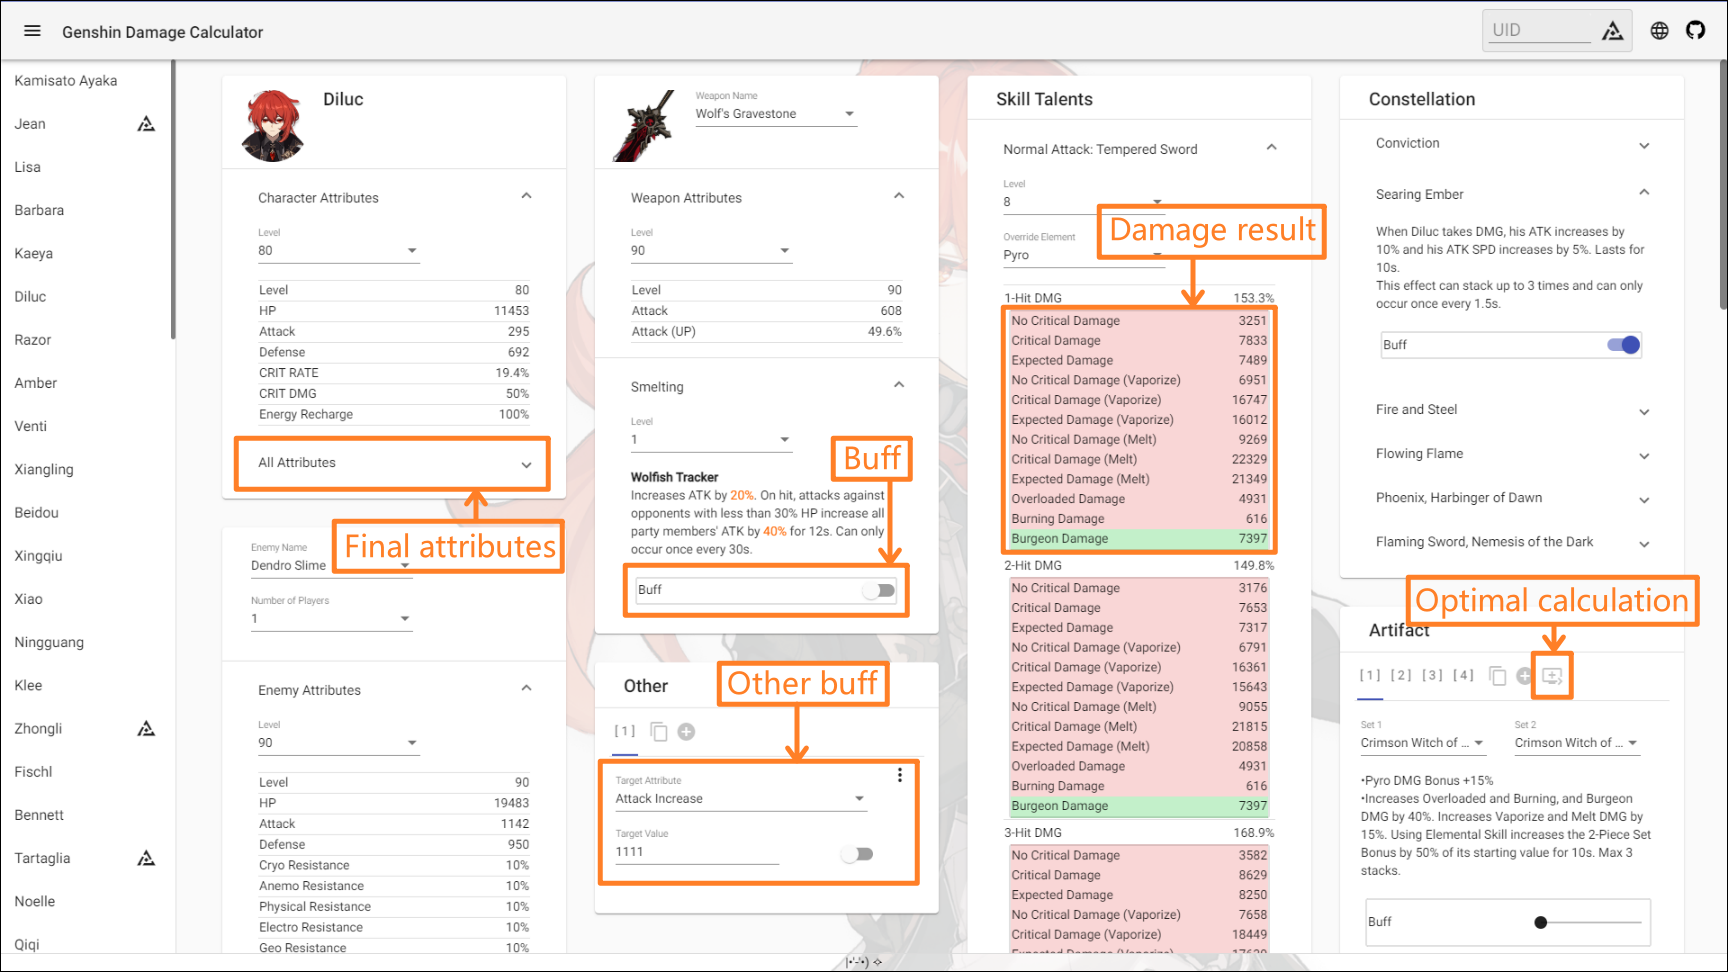 Genshin Damage Calculator
UID
Kamisato Ayaka
Jean
Lisa
Barbara
Kaeya
Diluc
Razor
Amber
Venti
Xiangling
Beidou
Xingqiu
Xiao
Ningguang
Klee
Zhongli
Fischl
Bennett
Tartaglia
Noelle
Qiqi
Diluc
Character Attributes
Level
80
Level 80
HP 11453
Attack 295
Defense 692
CRIT RATE 19.4%
CRIT DMG 50%
Energy Recharge 100%
All Attributes
Final attributes
Enemy Name
Dendro Slime
Number of Players
1
Enemy Attributes
Level
90
Level 90
HP 19483
Attack 1142
Defense 950
Cryo Resistance 10%
Anemo Resistance 10%
Physical Resistance 10%
Electro Resistance 10%
Geo Resistance 10%
Weapon Name
Wolf's Gravestone
Weapon Attributes
Level
90
Level 90
Attack 608
Attack (UP) 49.6%
Smelting
Level
1
Buff
Wolfish Tracker
Increases ATK by 20%. On hit, attacks against
opponents with less than 30% HP increase all
party members' ATK by 40% for 12s. Can only
occur once every 30s.
Buff
Other
Other buff
[1]
Target Attribute
Attack Increase
Target Value
1111
Skill Talents
Normal Attack: Tempered Sword
Level
8
Damage result
Override Element
Pyro
1-Hit DMG 153.3%
No Critical Damage 3251
Critical Damage 7833
Expected Damage 7489
No Critical Damage (Vaporize) 6951
Critical Damage (Vaporize) 16747
Expected Damage (Vaporize) 16012
No Critical Damage (Melt) 9269
Critical Damage (Melt) 22329
Expected Damage (Melt) 21349
Overloaded Damage 4931
Burning Damage 616
Burgeon Damage 7397
2-Hit DMG 149.8%
No Critical Damage 3176
Critical Damage 7653
Expected Damage 7317
No Critical Damage (Vaporize) 6791
Critical Damage (Vaporize) 16361
Expected Damage (Vaporize) 15643
No Critical Damage (Melt) 9055
Critical Damage (Melt) 21815
Expected Damage (Melt) 20858
Overloaded Damage 4931
Burning Damage 616
Burgeon Damage 7397
3-Hit DMG 168.9%
No Critical Damage 3582
Critical Damage 8629
Expected Damage 8250
No Critical Damage (Vaporize) 7658
Critical Damage (Vaporize) 18449
Constellation
Conviction
Searing Ember
When Diluc takes DMG, his ATK increases by
10% and his ATK SPD increases by 5%. Lasts for
10s.
This effect can stack up to 3 times and can only
occur once every 1.5s.
Buff
Fire and Steel
Flowing Flame
Phoenix, Harbinger of Dawn
Flaming Sword, Nemesis of the Dark
Optimal calculation
Artifact
[1] [2] [3] [4]
Set 1
Crimson Witch of ...
Set 2
Crimson Witch of ...
•Pyro DMG Bonus +15%
•Increases Overloaded and Burning, and Burgeon
DMG by 40%. Increases Vaporize and Melt DMG by
15%. Using Elemental Skill increases the 2-Piece Set
Bonus by 50% of its starting value for 10s. Max 3
stacks.
Buff